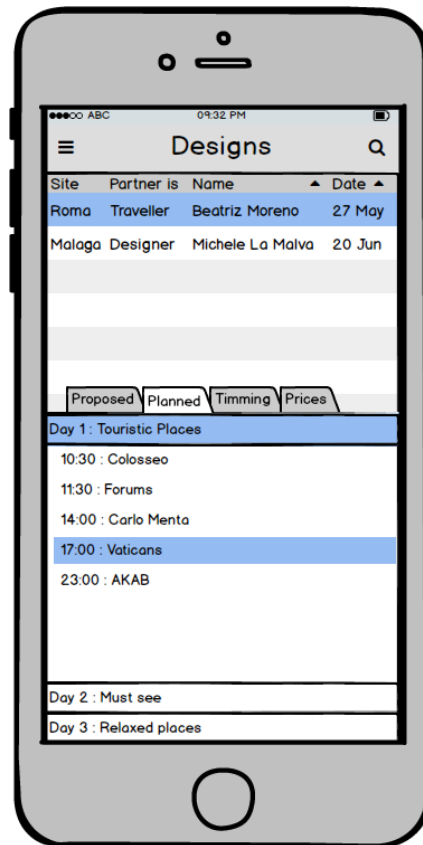 ABC 09:32 PM
Designs
Site Partner is Name Date
Roma Traveller Beatriz Moreno 27 May
Malaga Designer Michele La Malva 20 Jun
Proposed Planned Timming Prices
Day 1 : Touristic Places
10:30 : Colosseo
11:30 : Forums
14:00 : Carlo Menta
17:00 : Vaticans
23:00 : AKAB
Day 2 : Must see
Day 3 : Relaxed places